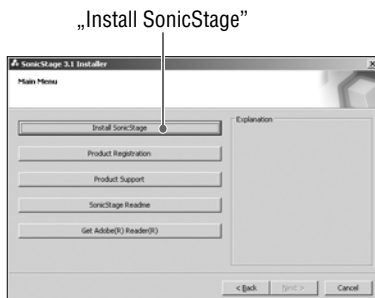 „Install SonicStage”
SonicStage 3.1 Installer
Main Menu
Install SonicStage
Product Registration
Product Support
SonicStage Readme
Get Adobe(R) Reader(R)
Explanation
< Back
Next >
Cancel